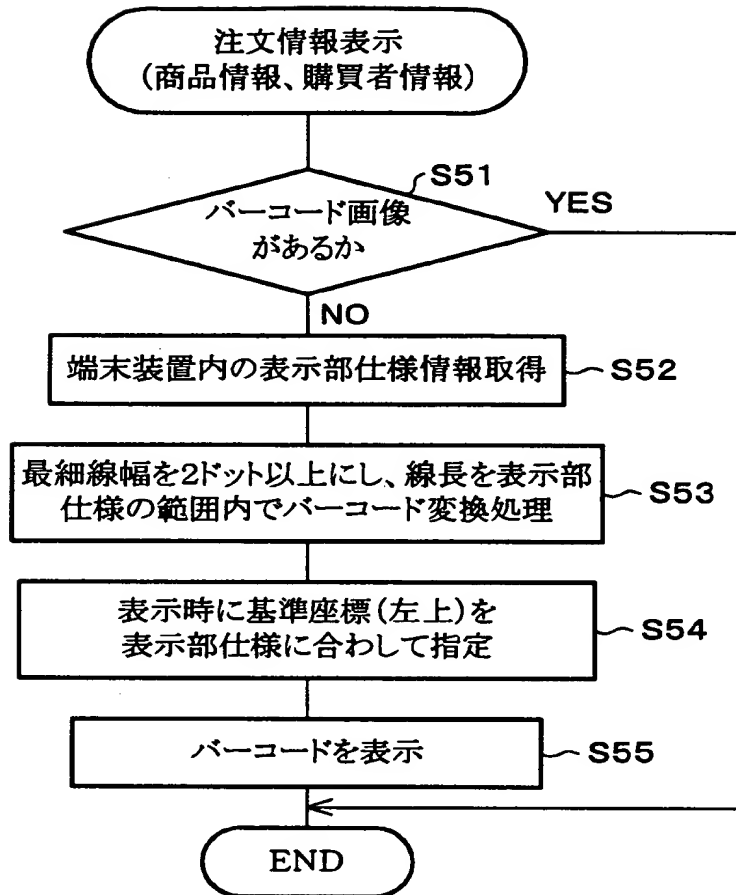 注文情報表示
(商品情報、購買者情報)
S51
バーコード画像
があるか
YES
NO
端末装置内の表示部仕様情報取得
S52
最細線幅を2ドット以上にし、線長を表示部
仕様の範囲内でバーコード変換処理
S53
表示時に基準座標(左上)を
表示部仕様に合わして指定
S54
バーコードを表示
S55
END